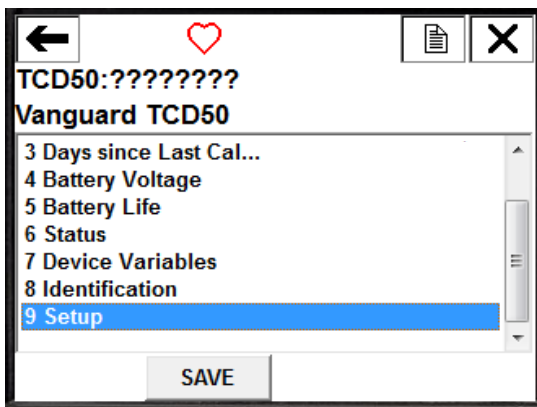 TCD50:????????
Vanguard TCD50
3 Days since Last Cal...
4 Battery Voltage
5 Battery Life
6 Status
7 Device Variables
8 Identification
9 Setup
SAVE